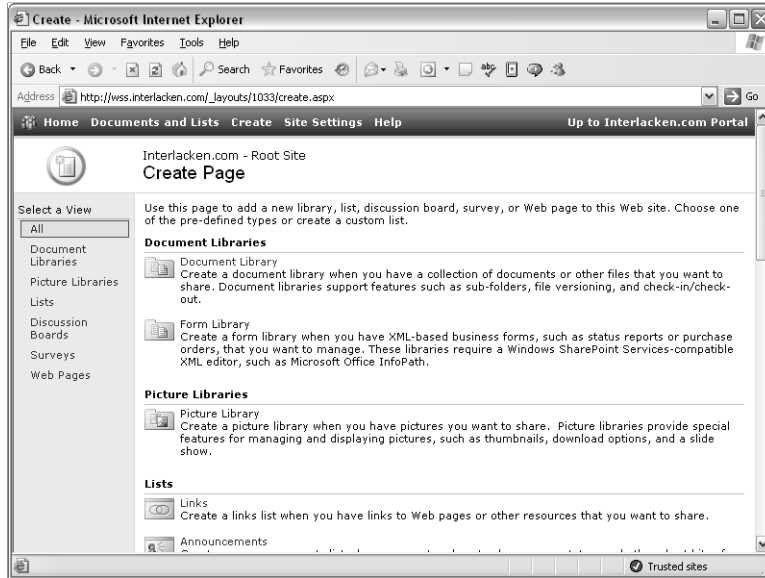 Create - Microsoft Internet Explorer
File Edit View Favorites Tools Help
Back Search Favorites
Address http://wss.interlacken.com/_layouts/1033/create.aspx Go
Home Documents and Lists Create Site Settings Help Up to Interlacken.com Portal
Interlacken.com - Root Site
Create Page
Select a View
All
Document
Libraries
Picture Libraries
Lists
Discussion
Boards
Surveys
Web Pages
Use this page to add a new library, list, discussion board, survey, or Web page to this Web site. Choose one
of the pre-defined types or create a custom list.
Document Libraries
Document Library
Create a document library when you have a collection of documents or other files that you want to
share. Document libraries support features such as sub-folders, file versioning, and check-in/check-
out.
Form Library
Create a form library when you have XML-based business forms, such as status reports or purchase
orders, that you want to manage. These libraries require a Windows SharePoint Services-compatible
XML editor, such as Microsoft Office InfoPath.
Picture Libraries
Picture Library
Create a picture library when you have pictures you want to share. Picture libraries provide special
features for managing and displaying pictures, such as thumbnails, download options, and a slide
show.
Lists
Links
Create a links list when you have links to Web pages or other resources that you want to share.
Announcements
Trusted sites